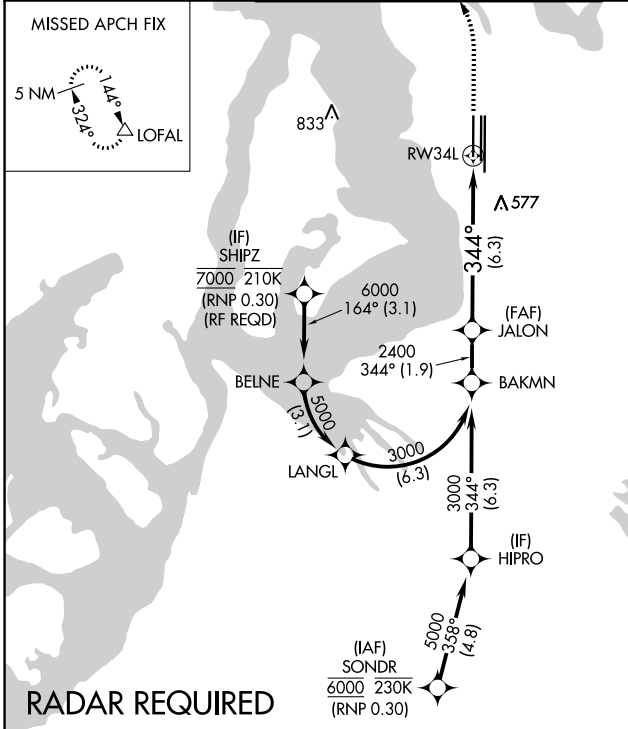 MISSED APCH FIX
5 NM
144°
324°
LOFAL
833
RW34L
577
344°
(6.3)
(IF)
SHIPZ
7000 210K
(RNP 0.30)
(RF REQD)
6000
164° (3.1)
(FAF)
JALON
2400
344° (1.9)
BELNE
BAKMN
5000
(3.1)
LANGL
3000
(6.3)
3000
344°
(6.3)
(IF)
HIPRO
5000
358°
(4.8)
(IAF)
SONDR
6000 230K
(RNP 0.30)
RADAR REQUIRED